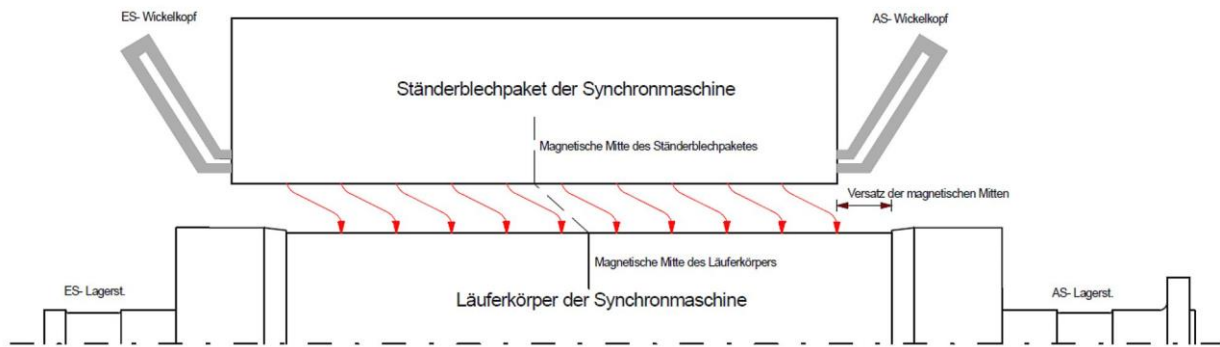 ES- Wickelkopf
AS- Wickelkopf
Ständerblechpaket der Synchronmaschine
Magnetische Mitte des Ständerblechpaketes
Versatz der magnetischen Mitten
Magnetische Mitte des Läuferkörpers
ES- Lagerst.
Läuferkörper der Synchronmaschine
AS- Lagerst.